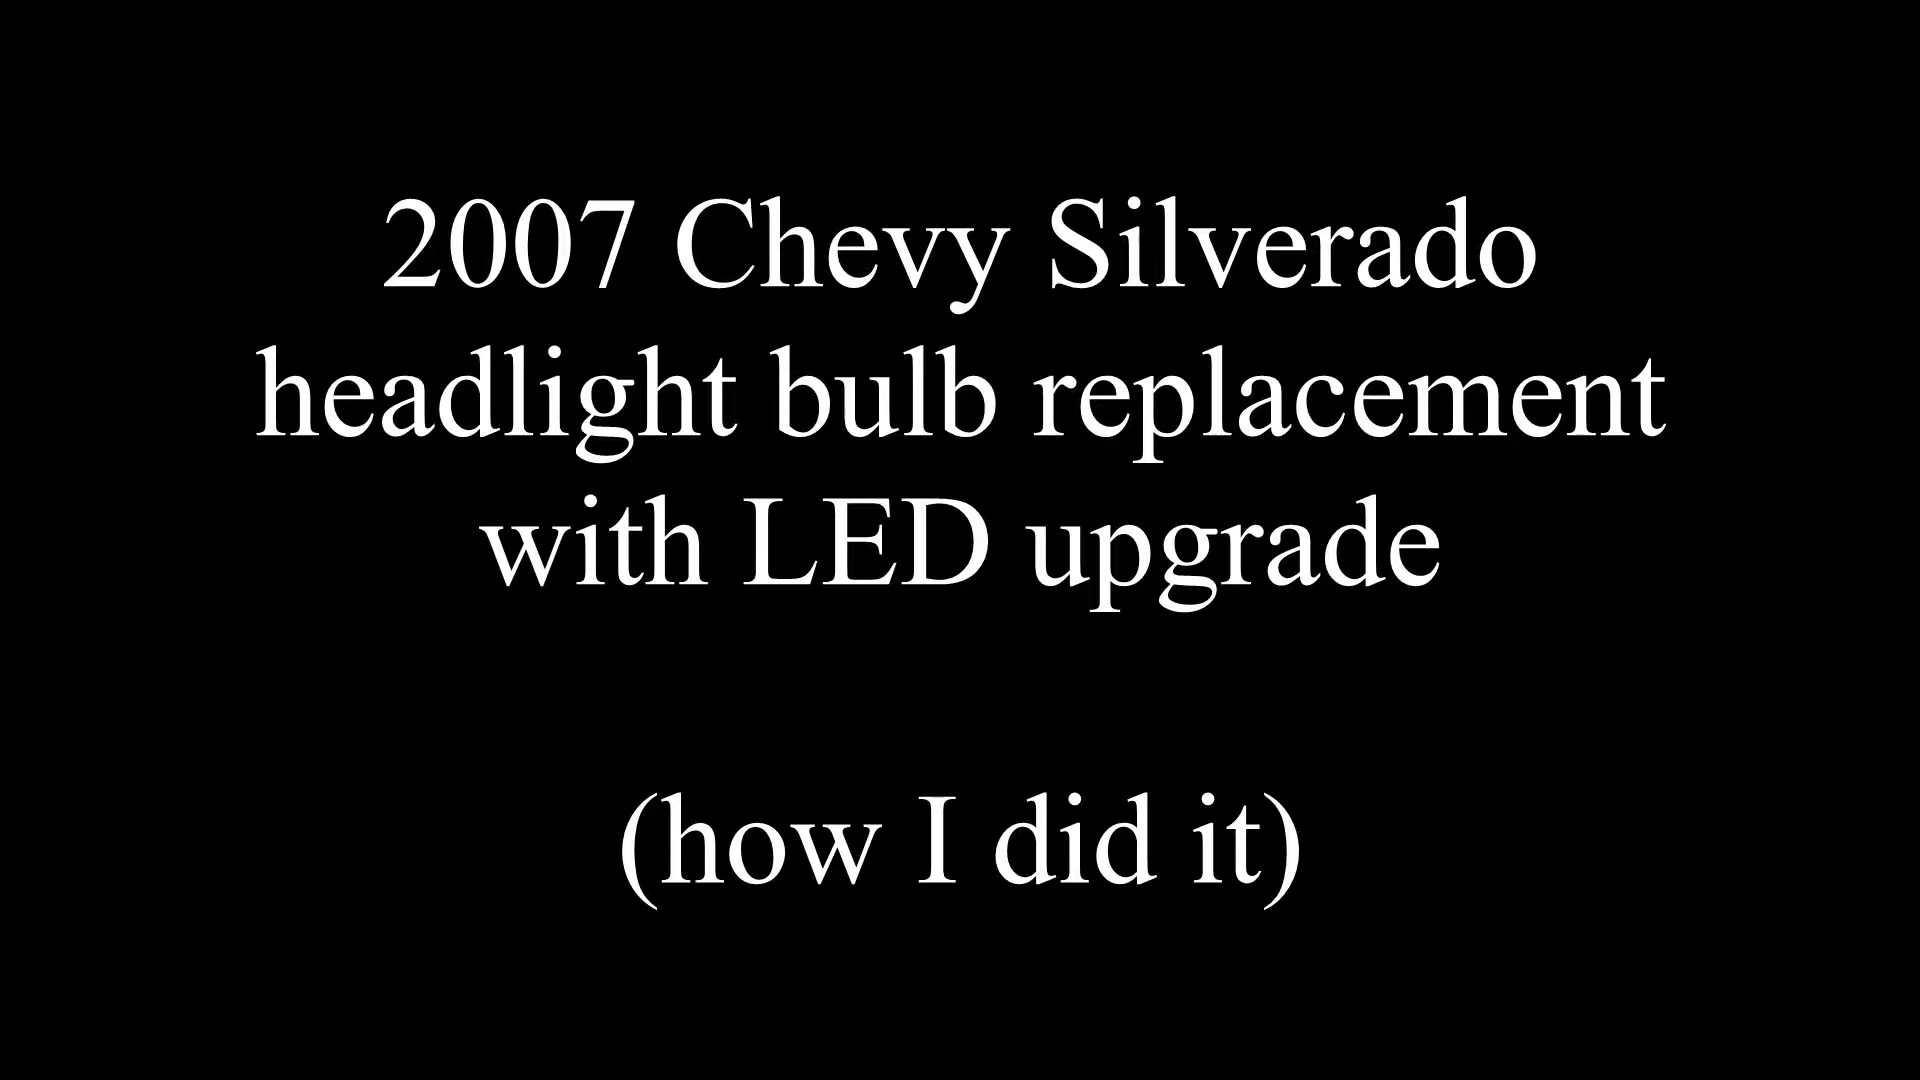 2007 Chevy Silverado
headlight bulb replacement
with LED upgrade
(how I did it)